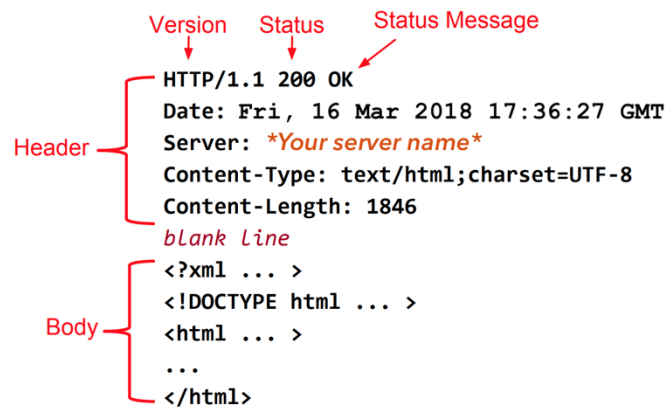 Version Status Status Message
HTTP/1.1 200 OK
Date: Fri, 16 Mar 2018 17:36:27 GMT
Header
Server: *Your server name*
Content-Type: text/html;charset=UTF-8
Content-Length: 1846
blank line
<?xml ... >
<!DOCTYPE html ... >
Body
<html ... >
...
</html>